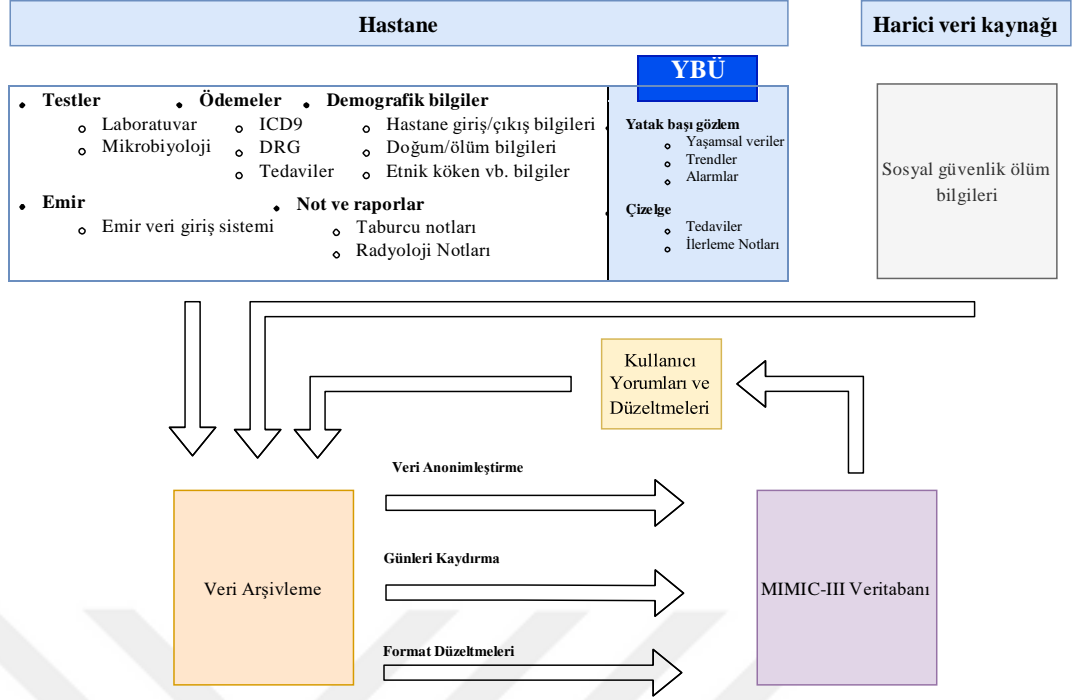 Hastane
Harici veri kaynağı
YBÜ
Testler
Laboratuvar
Mikrobiyoloji
Ödemeler
ICD9
DRG
Tedaviler
Demografik bilgiler
Hastane giriş/çıkış bilgileri
Doğum/ölüm bilgileri
Etnik köken vb. bilgiler
Emir
Emir veri giriş sistemi
Not ve raporlar
Taburcu notları
Radyoloji Notları
Yatak başı gözlem
Yaşamsal veriler
Trendler
Alarmlar
Çizelge
Tedaviler
İlerleme Notları
Sosyal güvenlik ölüm
bilgileri
Kullanıcı
Yorumları ve
Düzeltmeleri
Veri Anonimleştirme
Günleri Kaydırma
Format Düzeltmeleri
Veri Arşivleme
MIMIC-III Veritabanı